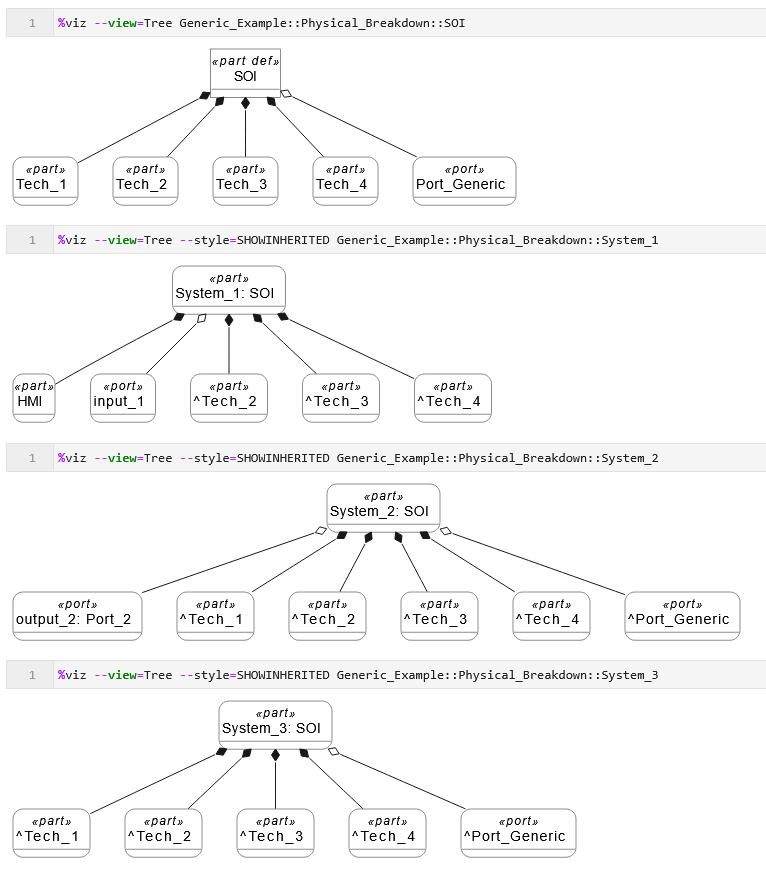 1 %viz --view=Tree Generic_Example::Physical_Breakdown::SOI
«part def»
SOI
«part» «part» «part» «part» «port»
Tech_1 Tech_2 Tech_3 Tech_4 Port_Generic
1 %viz --view=Tree --style=SHOWINHERITED Generic_Example::Physical_Breakdown::System_1
«part»
System_1: SOI
«part» «port» «part» «part» «part»
HMI input_1 ^Tech_2 ^Tech_3 ^Tech_4
1 %viz --view=Tree --style=SHOWINHERITED Generic_Example::Physical_Breakdown::System_2
«part»
System_2: SOI
«port» «part» «part» «part» «part» «port»
output_2: Port_2 ^Tech_1 ^Tech_2 ^Tech_3 ^Tech_4 ^Port_Generic
1 %viz --view=Tree --style=SHOWINHERITED Generic_Example::Physical_Breakdown::System_3
«part»
System_3: SOI
«part» «part» «part» «part» «port»
^Tech_1 ^Tech_2 ^Tech_3 ^Tech_4 ^Port_Generic